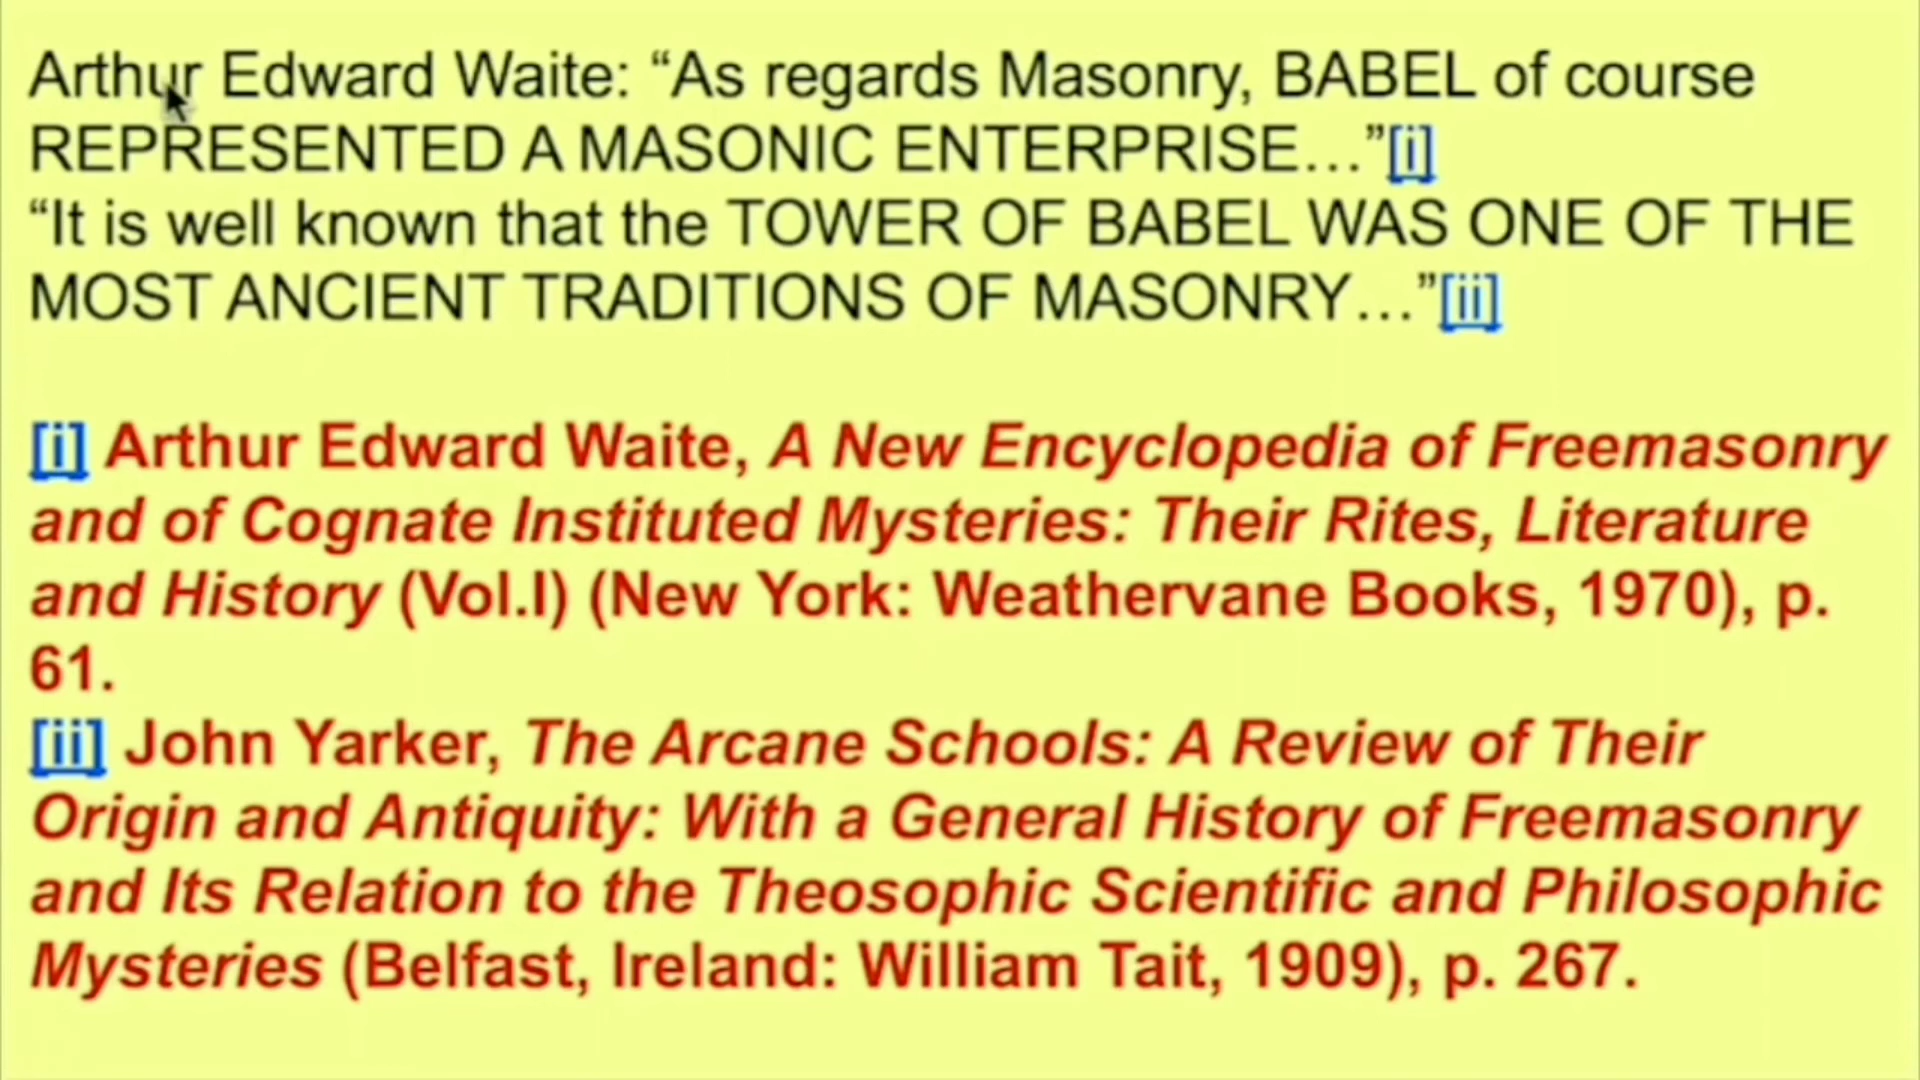 Arthur Edward Waite: “As regards Masonry, BABEL of course
REPRESENTED A MASONIC ENTERPRISE…”[i]
“It is well known that the TOWER OF BABEL WAS ONE OF THE
MOST ANCIENT TRADITIONS OF MASONRY…”[ii]
[i] Arthur Edward Waite, A New Encyclopedia of Freemasonry
and of Cognate Instituted Mysteries: Their Rites, Literature
and History (Vol.I) (New York: Weathervane Books, 1970), p.
61.
[ii] John Yarker, The Arcane Schools: A Review of Their
Origin and Antiquity: With a General History of Freemasonry
and Its Relation to the Theosophic Scientific and Philosophic
Mysteries (Belfast, Ireland: William Tait, 1909), p. 267.